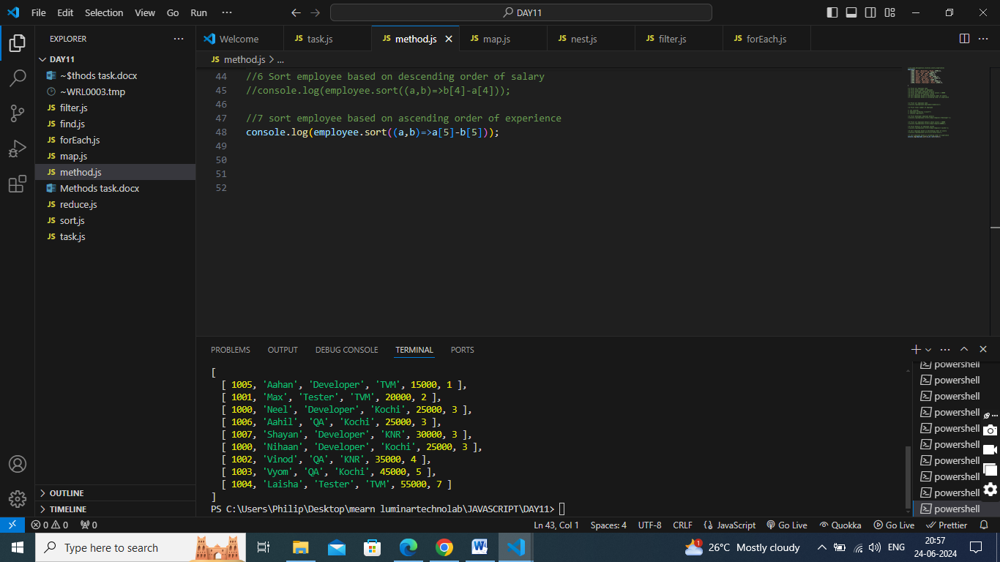 File Edit Selection View Go Run ··· DAY11
EXPLORER ···
Welcome JS task.js JS method.js JS map.js JS nest.js JS filter.js JS forEach.js ···
DAY11
~$thods task.docx
~WRL0003.tmp
JS filter.js
JS find.js
JS forEach.js
JS map.js
JS method.js
Methods task.docx
JS reduce.js
JS sort.js
JS task.js
OUTLINE
TIMELINE
JS method.js > ...
44 //6 Sort employee based on descending order of salary
45 //console.log(employee.sort((a,b)=>b[4]-a[4]));
46
47 //7 sort employee based on ascending order of experience
48 console.log(employee.sort((a,b)=>a[5]-b[5]));
49
50
51
52
PROBLEMS OUTPUT DEBUG CONSOLE TERMINAL PORTS
[
[ 1005, 'Aahan', 'Developer', 'TVM', 15000, 1 ],
[ 1001, 'Max', 'Tester', 'TVM', 20000, 2 ],
[ 1000, 'Neel', 'Developer', 'Kochi', 25000, 3 ],
[ 1006, 'Aahil', 'QA', 'Kochi', 25000, 3 ],
[ 1007, 'Shayan', 'Developer', 'KNR', 30000, 3 ],
[ 1000, 'Nihaan', 'Developer', 'Kochi', 25000, 3 ],
[ 1002, 'Vinod', 'QA', 'KNR', 35000, 4 ],
[ 1003, 'Vyom', 'QA', 'Kochi', 45000, 5 ],
[ 1004, 'Laisha', 'Tester', 'TVM', 55000, 7 ]
]
PS C:\Users\Philip\Desktop\mearn luminartechnolab\JAVASCRIPT\DAY11>
powershell
powershell
powershell
powershell
powershell
powershell
powershell
powershell
powershell
powershell
0 0 0 Ln 43, Col 1 Spaces: 4 UTF-8 CRLF JavaScript Go Live Quokka Go Live Prettier
Type here to search 1 26°C Mostly cloudy ENG 20:57
24-06-2024